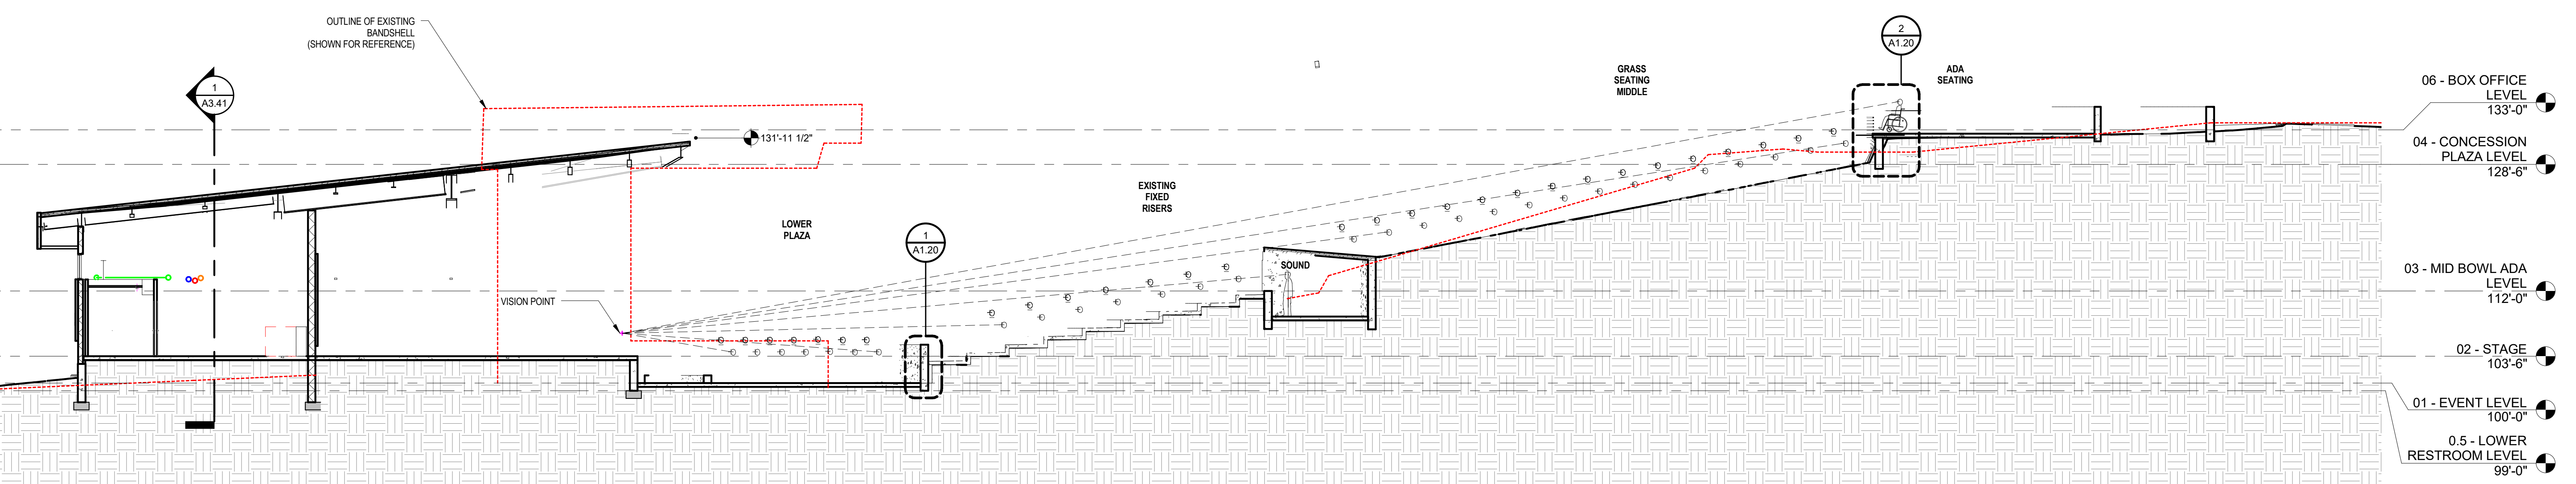 OUTLINE OF EXISTING
BANDSHELL
(SHOWN FOR REFERENCE)
1
A3.41
131'-11 1/2"
VISION POINT
LOWER
PLAZA
1
A1.20
EXISTING
FIXED
RISERS
SOUND
GRASS
SEATING
MIDDLE
2
A1.20
ADA
SEATING
06 - BOX OFFICE
LEVEL
133'-0"
04 - CONCESSION
PLAZA LEVEL
128'-6"
03 - MID BOWL ADA
LEVEL
112'-0"
02 - STAGE
103'-6"
01 - EVENT LEVEL
100'-0"
0.5 - LOWER
RESTROOM LEVEL
99'-0"